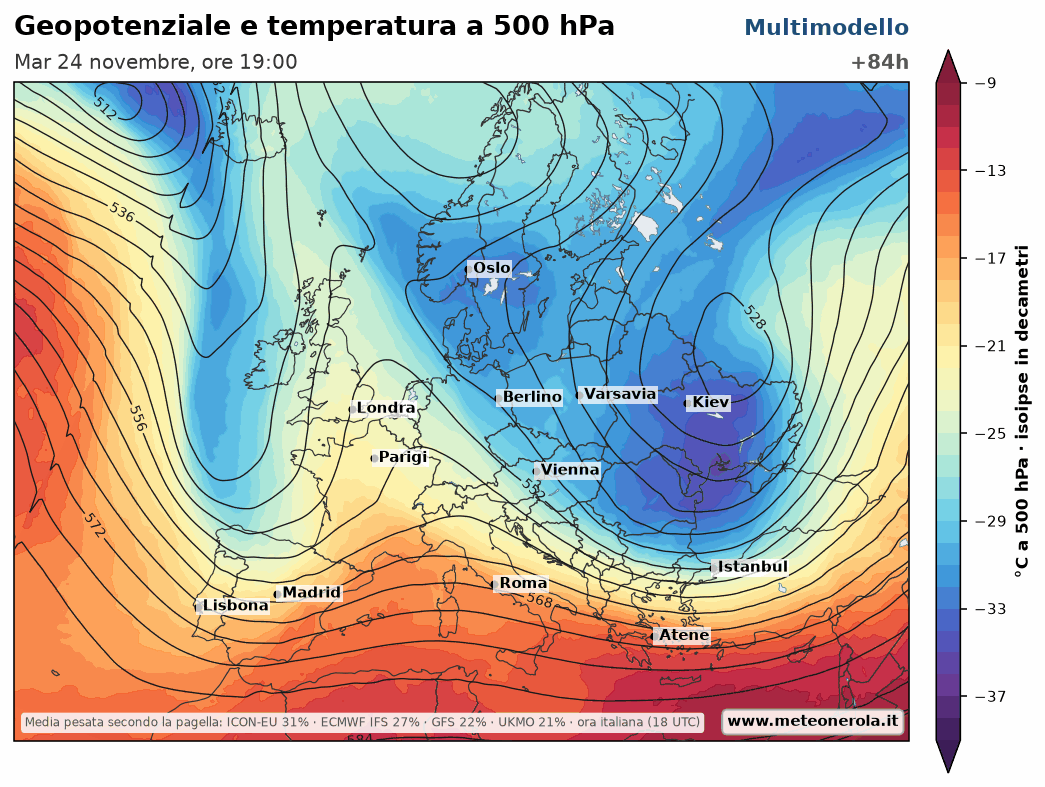 Geopotenziale e temperatura a 500 hPa
Multimodello
Mar 24 novembre, ore 19:00
+84h
512
536
528
556
532
572
568
Oslo
Londra
Berlino
Varsavia
Kiev
Parigi
Vienna
Istanbul
Roma
Madrid
Lisbona
Atene
−9
−13
−17
−21
−25
−29
−33
−37
°C a 500 hPa · isoipse in decametri
Media pesata secondo la pagella: ICON-EU 31% · ECMWF IFS 27% · GFS 22% · UKMO 21% · ora italiana (18 UTC)
www.meteonerola.it